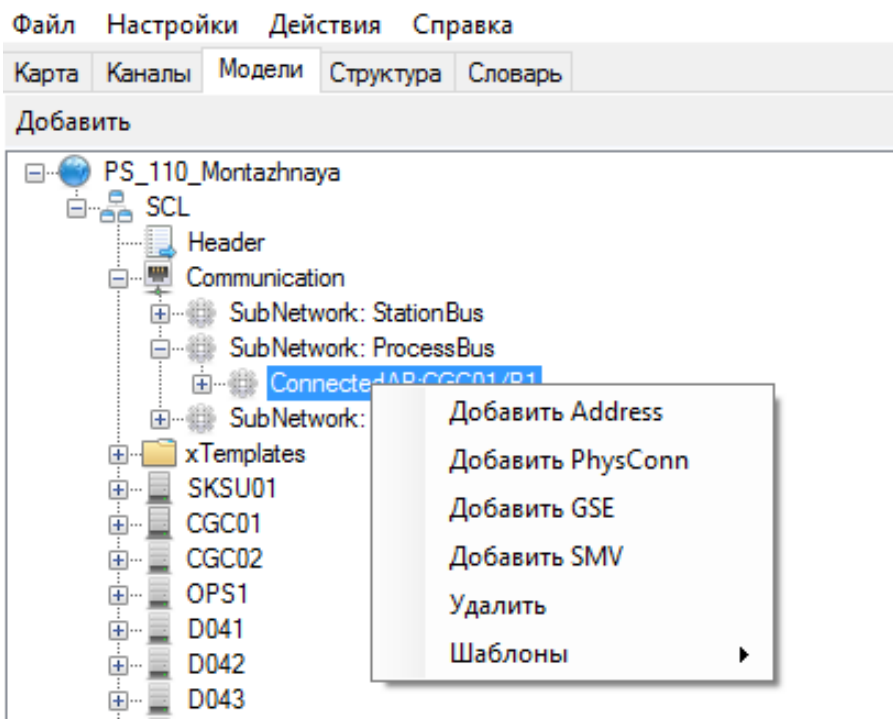 Файл Настройки Действия Справка
Карта Каналы Модели Структура Словарь
Добавить
PS_110_Montazhnaya
SCL
Header
Communication
SubNetwork: StationBus
SubNetwork: ProcessBus
ConnectedAP:CGC01/P1
SubNetwork:
xTemplates
SKSU01
CGC01
CGC02
OPS1
D041
D042
D043
Добавить Address
Добавить PhysConn
Добавить GSE
Добавить SMV
Удалить
Шаблоны